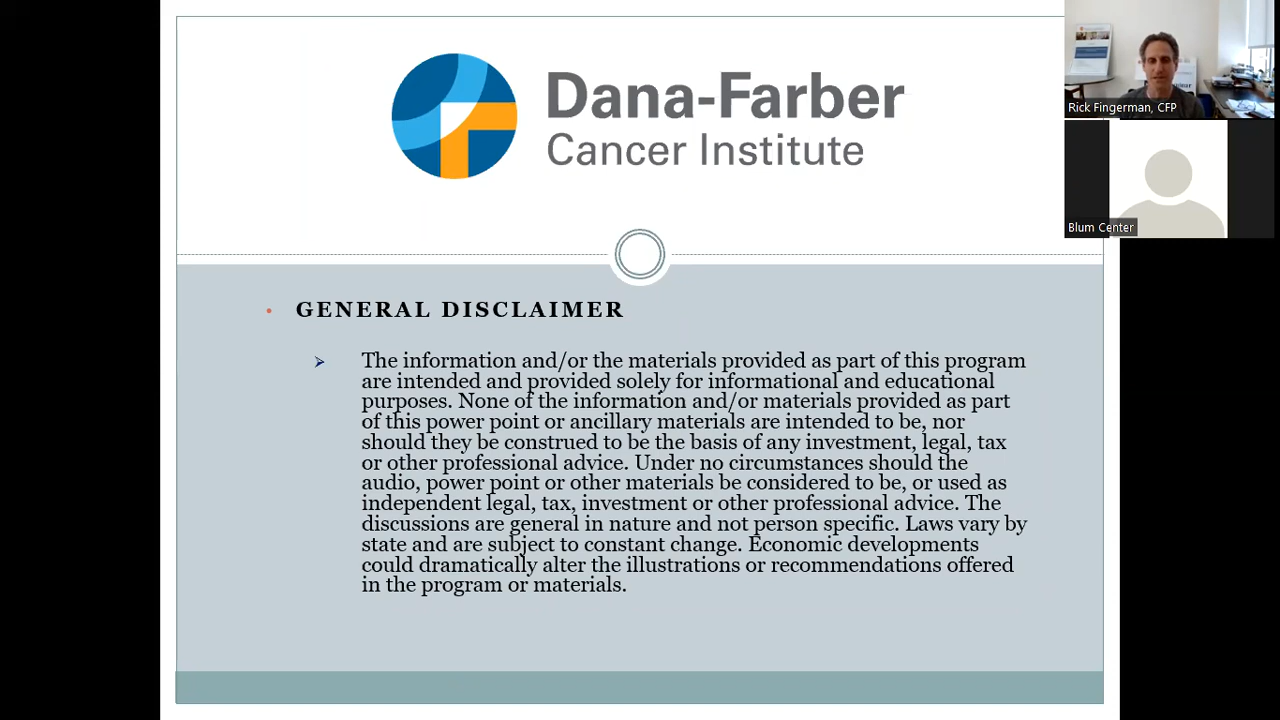 Dana-Farber
Cancer Institute
Rick Fingerman, CFP
Blum Center
• GENERAL DISCLAIMER
➢ The information and/or the materials provided as part of this program
are intended and provided solely for informational and educational
purposes. None of the information and/or materials provided as part
of this power point or ancillary materials are intended to be, nor
should they be construed to be the basis of any investment, legal, tax
or other professional advice. Under no circumstances should the
audio, power point or other materials be considered to be, or used as
independent legal, tax, investment or other professional advice. The
discussions are general in nature and not person specific. Laws vary by
state and are subject to constant change. Economic developments
could dramatically alter the illustrations or recommendations offered
in the program or materials.